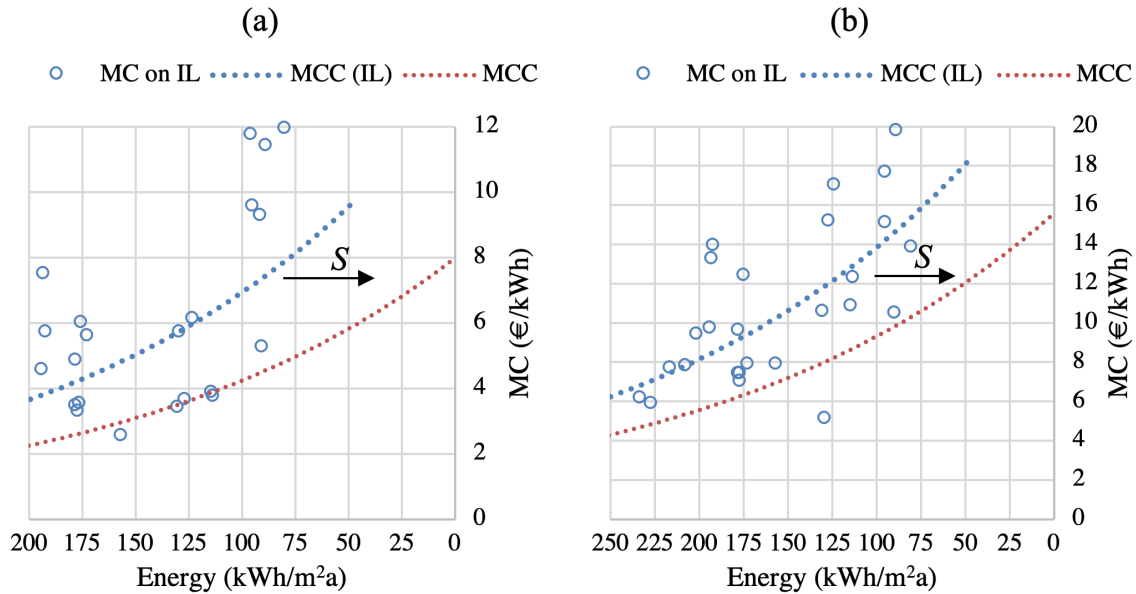 (a)
MC on IL MCC (IL) MCC
12
10
8
6
4
2
0
S
MC (€/kWh)
200 175 150 125 100 75 50 25 0
Energy (kWh/m²a)
(b)
MC on IL MCC (IL) MCC
20
18
16
14
12
10
8
6
4
2
0
S
MC (€/kWh)
250 225 200 175 150 125 100 75 50 25 0
Energy (kWh/m²a)